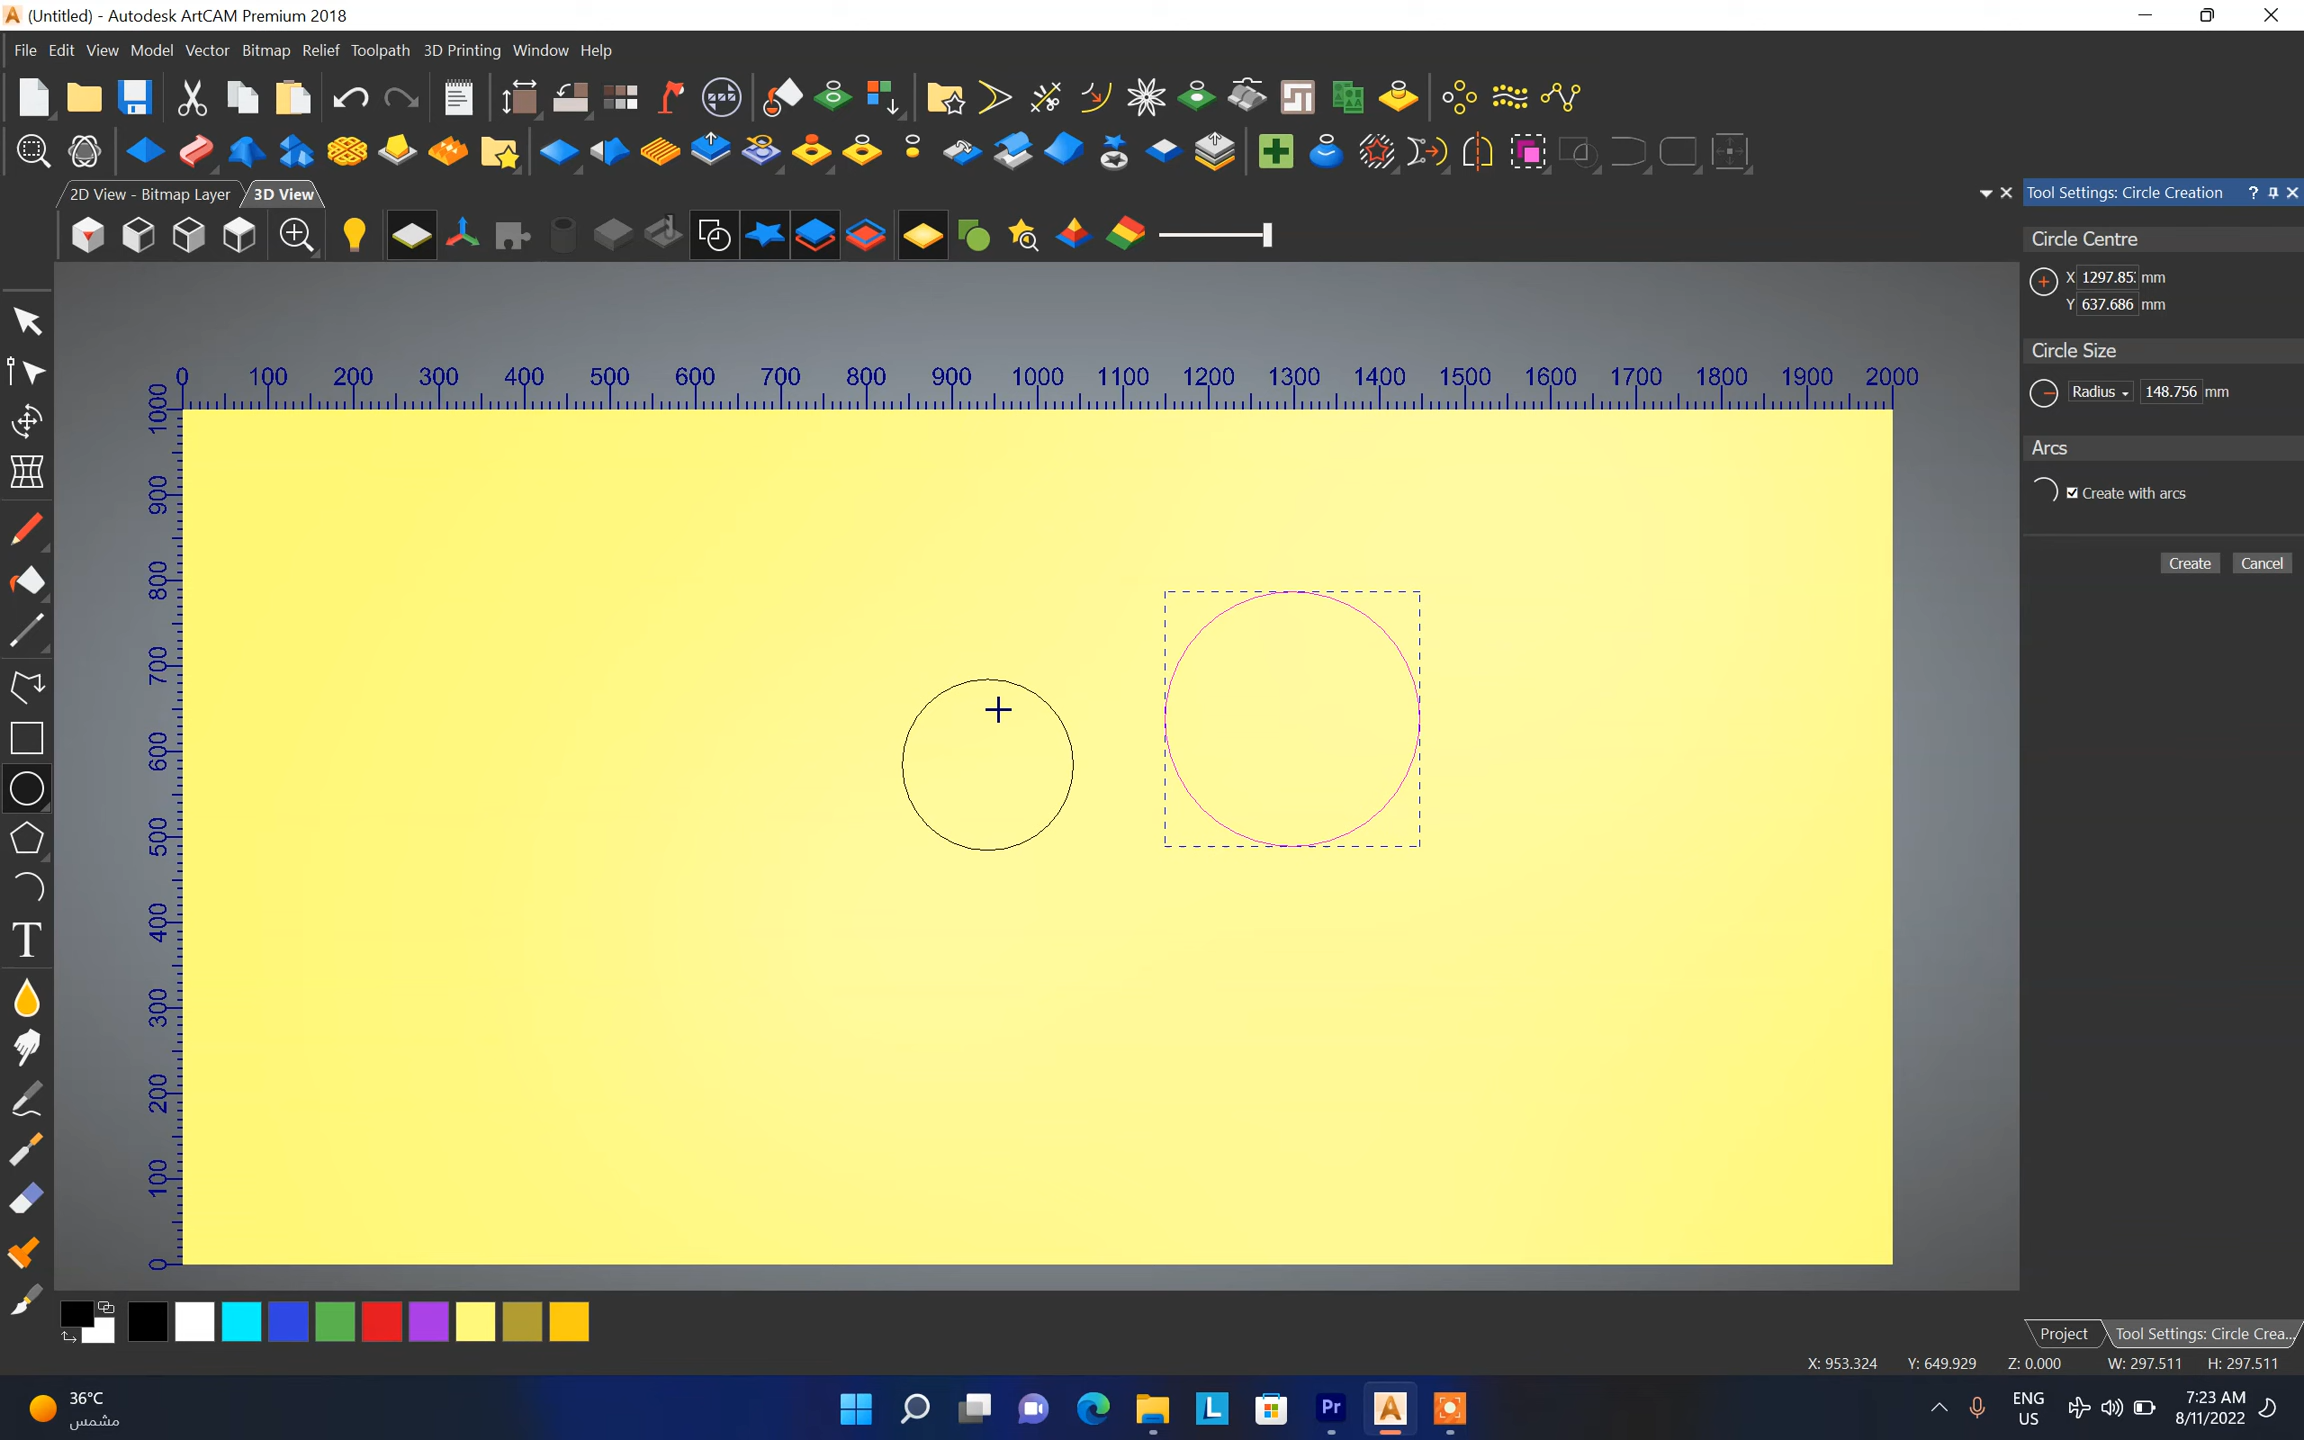 (Untitled) - Autodesk ArtCAM Premium 2018
File Edit View Model Vector Bitmap Relief Toolpath 3D Printing Window Help
2D View - Bitmap Layer 3D View
Tool Settings: Circle Creation ?
Circle Centre
X 1297.85 mm
Y 637.686 mm
Circle Size
Radius 148.756 mm
Arcs
Create with arcs
Create Cancel
0 100 200 300 400 500 600 700 800 900 1000 1100 1200 1300 1400 1500 1600 1700 1800 1900 2000
1000
900
800
700
600
500
400
300
200
100
0
T
Project Tool Settings: Circle Crea...
X: 953.324 Y: 649.929 Z: 0.000 W: 297.511 H: 297.511
36°C
مشمس
L Pr A
ENG
US
7:23 AM
8/11/2022